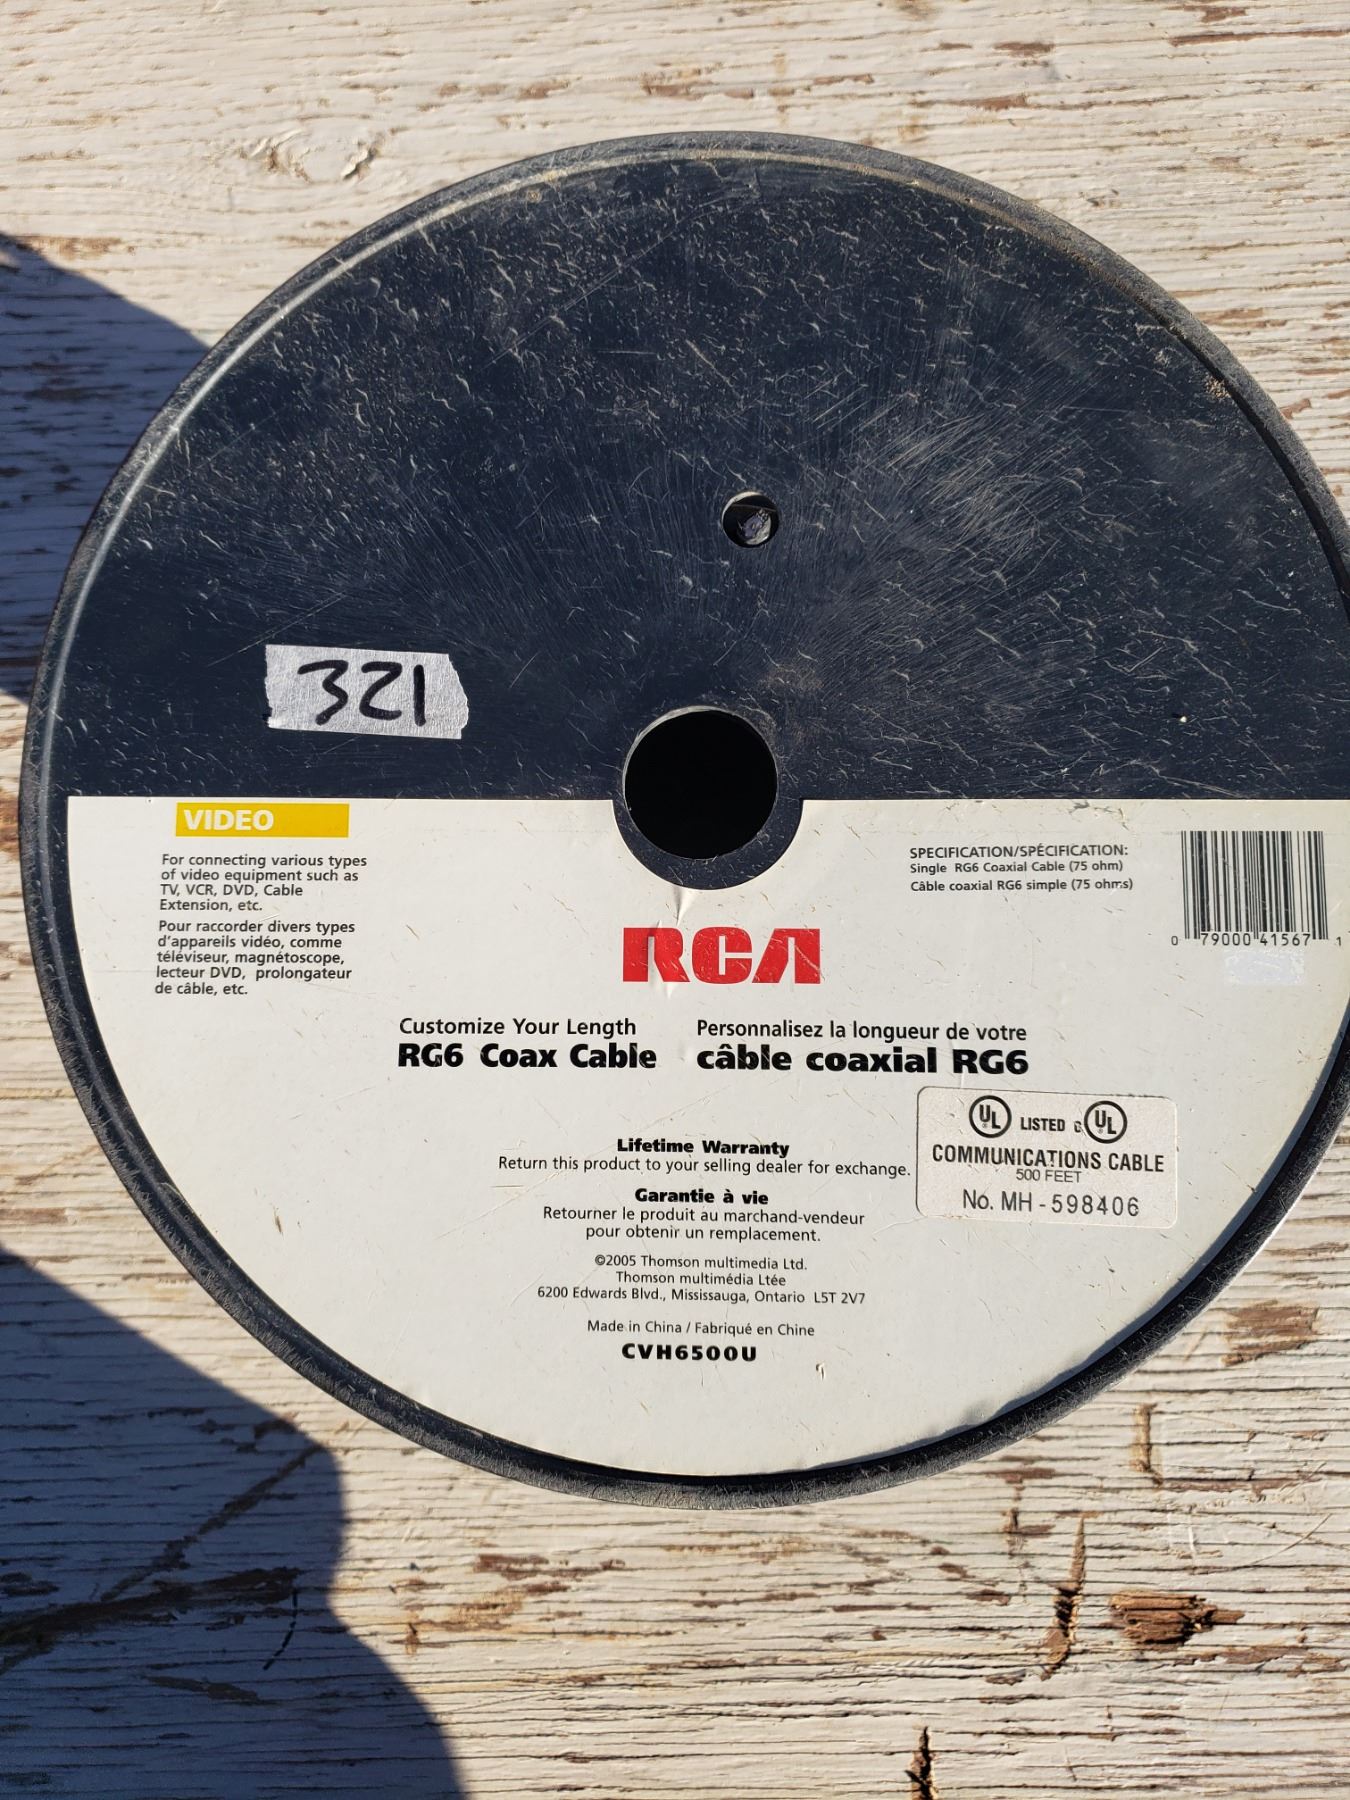 321
VIDEO
For connecting various types
of video equipment such as
TV, VCR, DVD, Cable
Extension, etc.
Pour raccorder divers types
d'appareils vidéo, comme
téléviseur, magnétoscope,
lecteur DVD, prolongateur
de câble, etc.
SPECIFICATION/SPÉCIFICATION:
Single RG6 Coaxial Cable (75 ohm)
Câble coaxial RG6 simple (75 ohms)
0 79000 41567 1
RCA
Customize Your Length
RG6 Coax Cable
Personnalisez la longueur de votre
câble coaxial RG6
Lifetime Warranty
Return this product to your selling dealer for exchange.
Garantie à vie
Retourner le produit au marchand-vendeur
pour obtenir un remplacement.
UL LISTED c UL
COMMUNICATIONS CABLE
500 FEET
No. MH - 598406
©2005 Thomson multimedia Ltd.
Thomson multimédia Ltée
6200 Edwards Blvd., Mississauga, Ontario L5T 2V7
Made in China / Fabriqué en Chine
CVH6500U